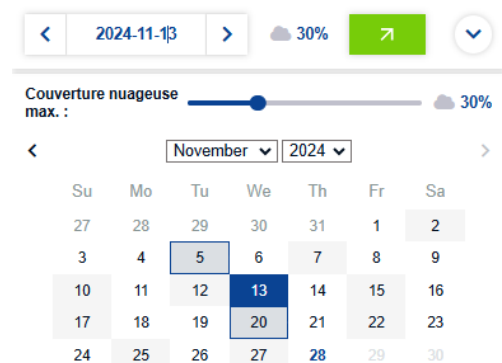 2024-11-13 30%
Couverture nuageuse
max. : 30%
November 2024
Su Mo Tu We Th Fr Sa
27 28 29 30 31 1 2
3 4 5 6 7 8 9
10 11 12 13 14 15 16
17 18 19 20 21 22 23
24 25 26 27 28 29 30